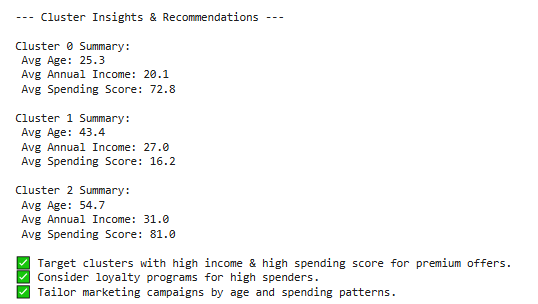 --- Cluster Insights & Recommendations ---
Cluster 0 Summary:
Avg Age: 25.3
Avg Annual Income: 20.1
Avg Spending Score: 72.8
Cluster 1 Summary:
Avg Age: 43.4
Avg Annual Income: 27.0
Avg Spending Score: 16.2
Cluster 2 Summary:
Avg Age: 54.7
Avg Annual Income: 31.0
Avg Spending Score: 81.0
✅ Target clusters with high income & high spending score for premium offers.
✅ Consider loyalty programs for high spenders.
✅ Tailor marketing campaigns by age and spending patterns.